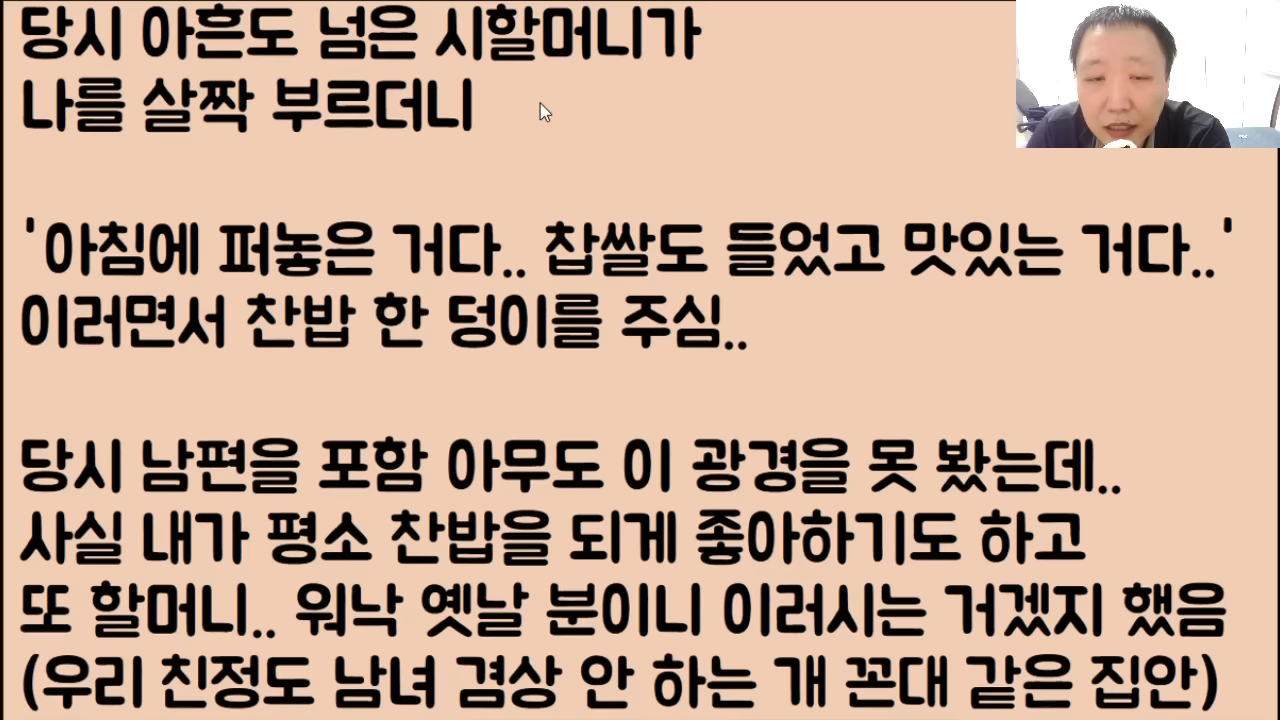 당시 아흔도 넘은 시할머니가
나를 살짝 부르더니
'아침에 퍼놓은 거다.. 찹쌀도 들었고 맛있는 거다..'
이러면서 찬밥 한 덩이를 주심..
당시 남편을 포함 아무도 이 광경을 못 봤는데..
사실 내가 평소 찬밥을 되게 좋아하기도 하고
또 할머니.. 워낙 옛날 분이니 이러시는 거겠지 했음
(우리 친정도 남녀 겸상 안 하는 개 꼰대 같은 집안)